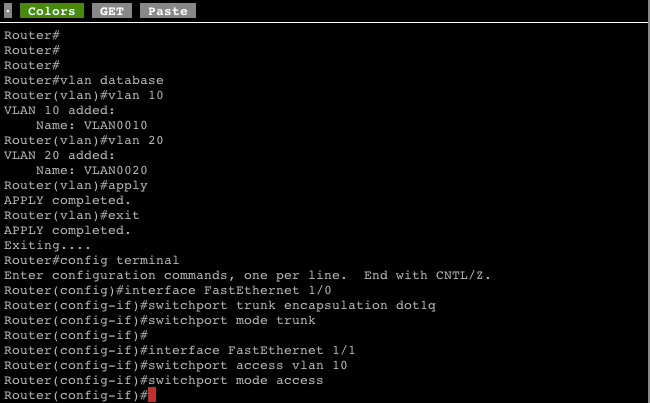 · Colors GET Paste
Router#
Router#
Router#
Router#vlan database
Router(vlan)#vlan 10
VLAN 10 added:
    Name: VLAN0010
Router(vlan)#vlan 20
VLAN 20 added:
    Name: VLAN0020
Router(vlan)#apply
APPLY completed.
Router(vlan)#exit
APPLY completed.
Exiting....
Router#config terminal
Enter configuration commands, one per line.  End with CNTL/Z.
Router(config)#interface FastEthernet 1/0
Router(config-if)#switchport trunk encapsulation dot1q
Router(config-if)#switchport mode trunk
Router(config-if)#
Router(config-if)#interface FastEthernet 1/1
Router(config-if)#switchport access vlan 10
Router(config-if)#switchport mode access
Router(config-if)#